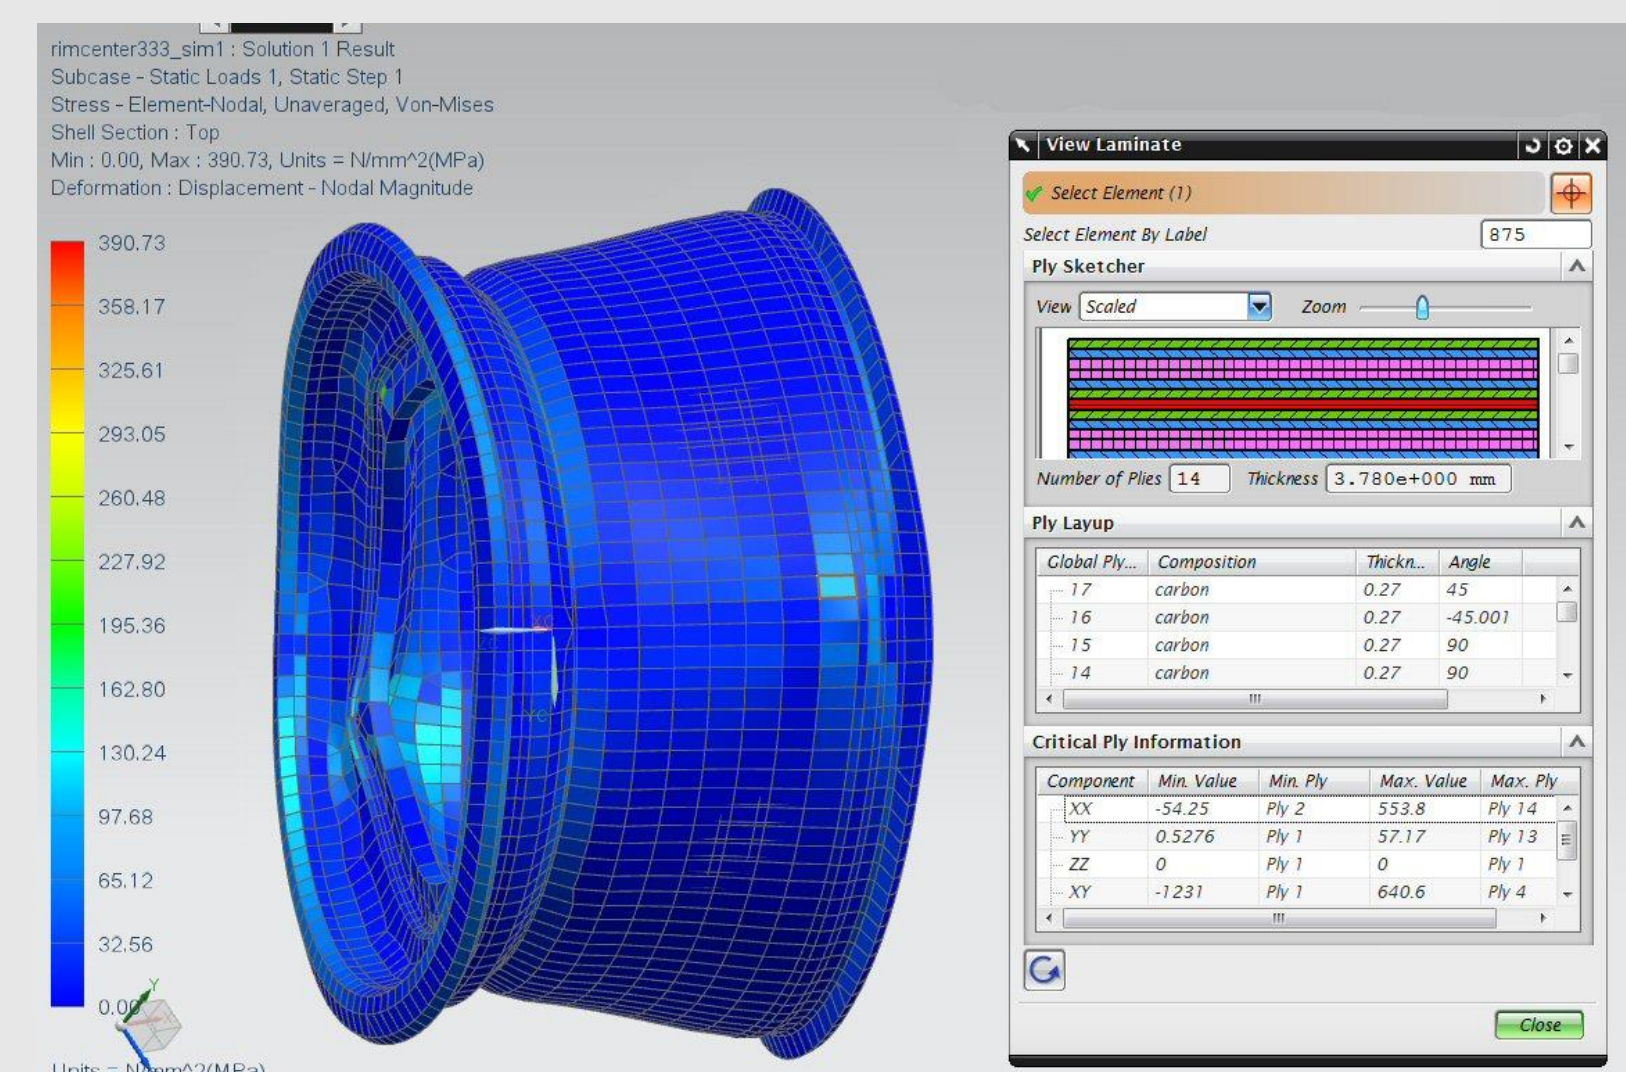 rimcenter333_sim1 : Solution 1 Result
Subcase - Static Loads 1, Static Step 1
Stress - Element-Nodal, Unaveraged, Von-Mises
Shell Section : Top
Min : 0.00, Max : 390.73, Units = N/mm^2(MPa)
Deformation : Displacement - Nodal Magnitude
390.73
358.17
325.61
293.05
260.48
227.92
195.36
162.80
130.24
97.68
65.12
32.56
0.00
Y
Units = N/mm^2(MPa)
XC
YC
View Laminate
Select Element (1)
Select Element By Label 875
Ply Sketcher
View Scaled Zoom
Number of Plies 14 Thickness 3.780e+000 mm
Ply Layup
Global Ply... Composition Thickn... Angle
17 carbon 0.27 45
16 carbon 0.27 -45.001
15 carbon 0.27 90
14 carbon 0.27 90
Critical Ply Information
Component Min. Value Min. Ply Max. Value Max. Ply
XX -54.25 Ply 2 553.8 Ply 14
YY 0.5276 Ply 1 57.17 Ply 13
ZZ 0 Ply 1 0 Ply 1
XY -1231 Ply 1 640.6 Ply 4
Close